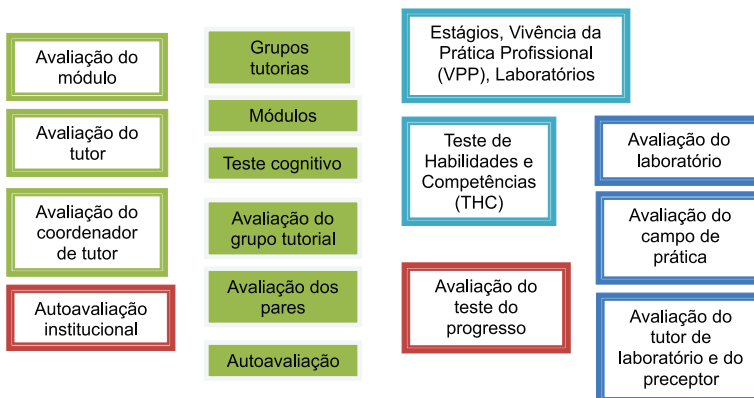 Avaliação do
módulo
Avaliação do
tutor
Avaliação do
coordenador
de tutor
Autoavaliação
institucional
Grupos
tutorias
Módulos
Teste cognitivo
Avaliação do
grupo tutorial
Avaliação dos
pares
Autoavaliação
Estágios, Vivência da
Prática Profissional
(VPP), Laboratórios
Teste de
Habilidades e
Competências
(THC)
Avaliação do
teste do
progresso
Avaliação do
laboratório
Avaliação do
campo de
prática
Avaliação do
tutor de
laboratório e do
preceptor